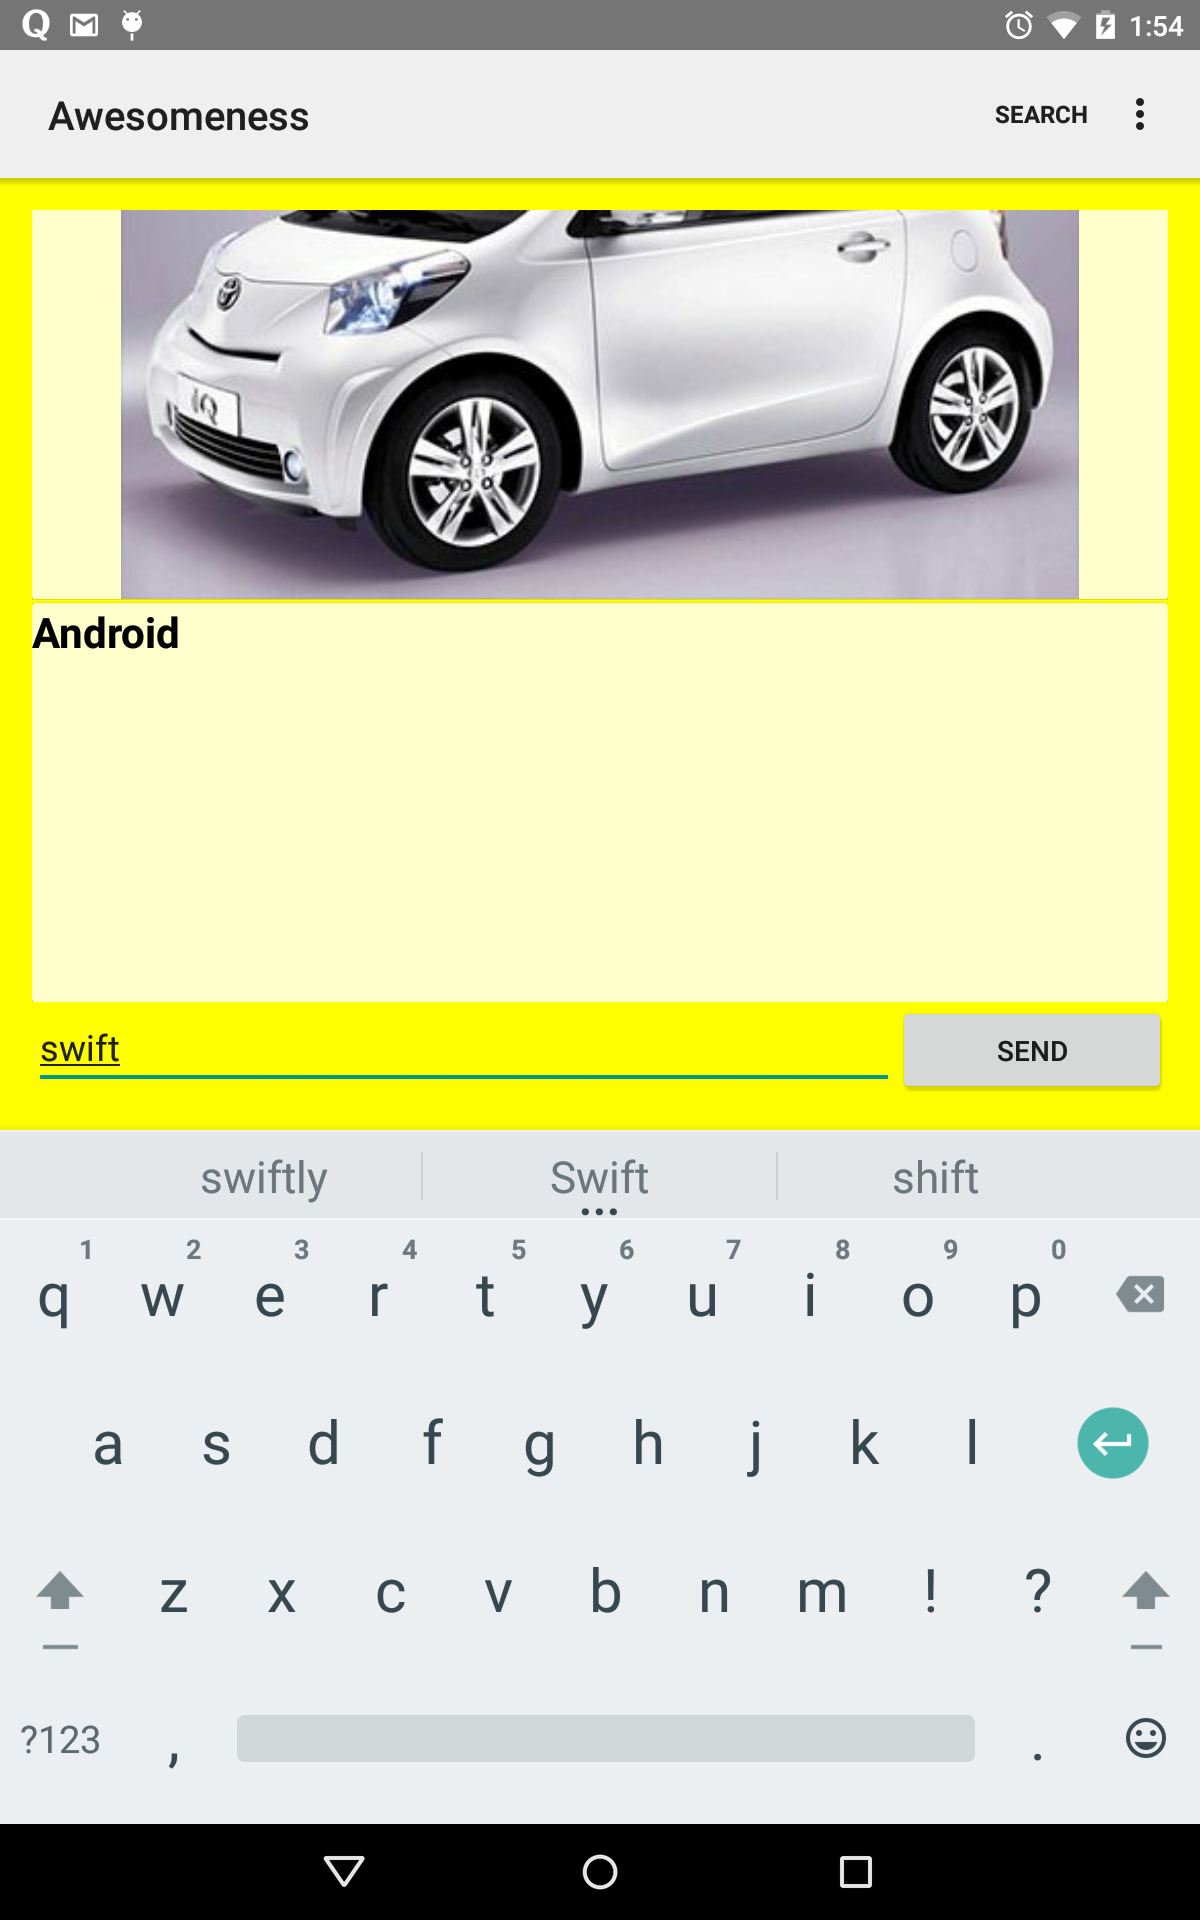 1:54
Awesomeness
SEARCH
iQ
Android
swift
SEND
swiftly Swift shift
1 2 3 4 5 6 7 8 9 0
q w e r t y u i o p
a s d f g h j k l
z x c v b n m ! ?
?123 , .